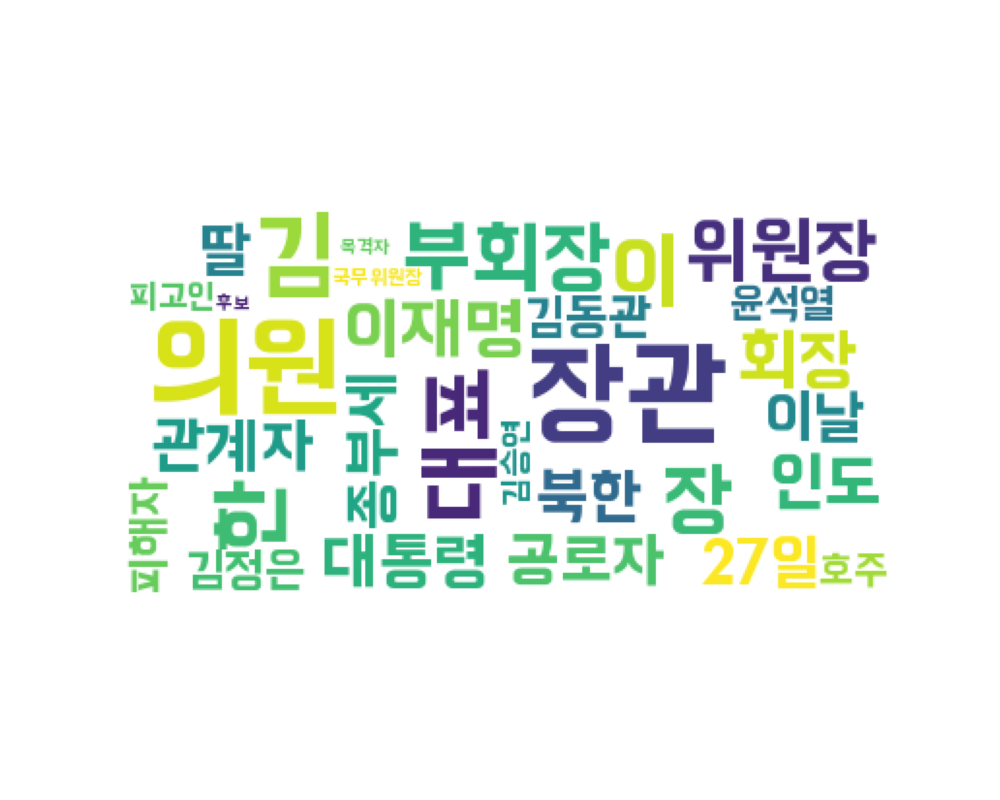 딸
김
목격자
국무 위원장
부회장
이
위원장
피고인
후보
의원
이재명
김동관
윤석열
장관
회장
종부세
대표
이날
관계자
김승연
북한
장
인도
피해자
한
김정은
대통령
공로자
27일
호주